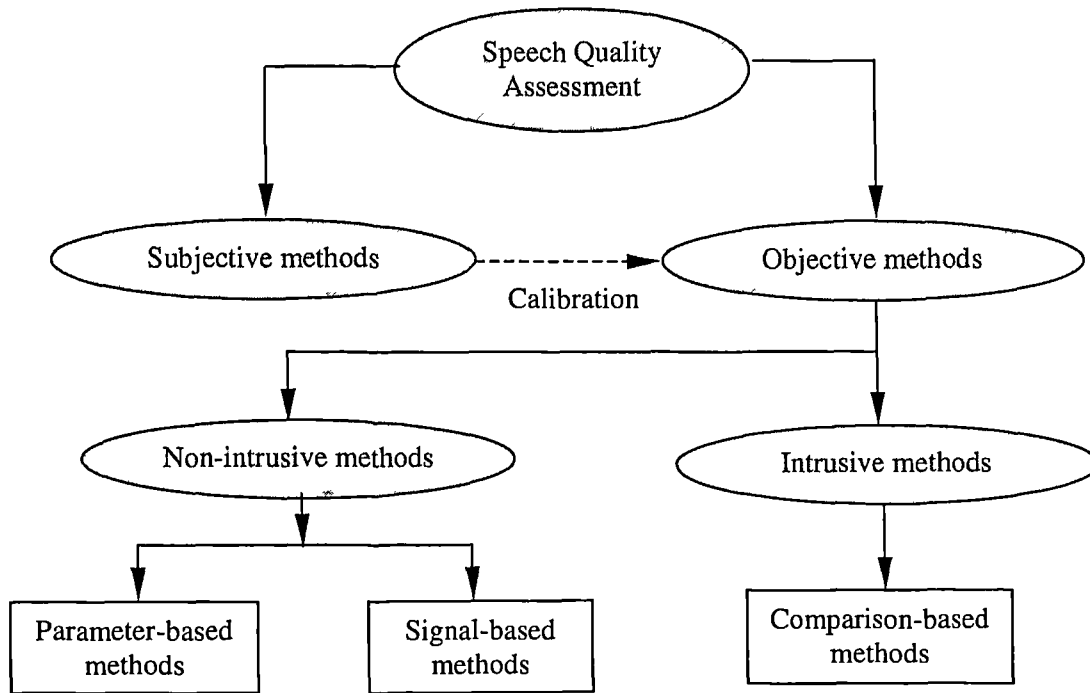 Speech Quality
Assessment
Subjective methods
Objective methods
Calibration
Non-intrusive methods
Intrusive methods
Parameter-based
methods
Signal-based
methods
Comparison-based
methods